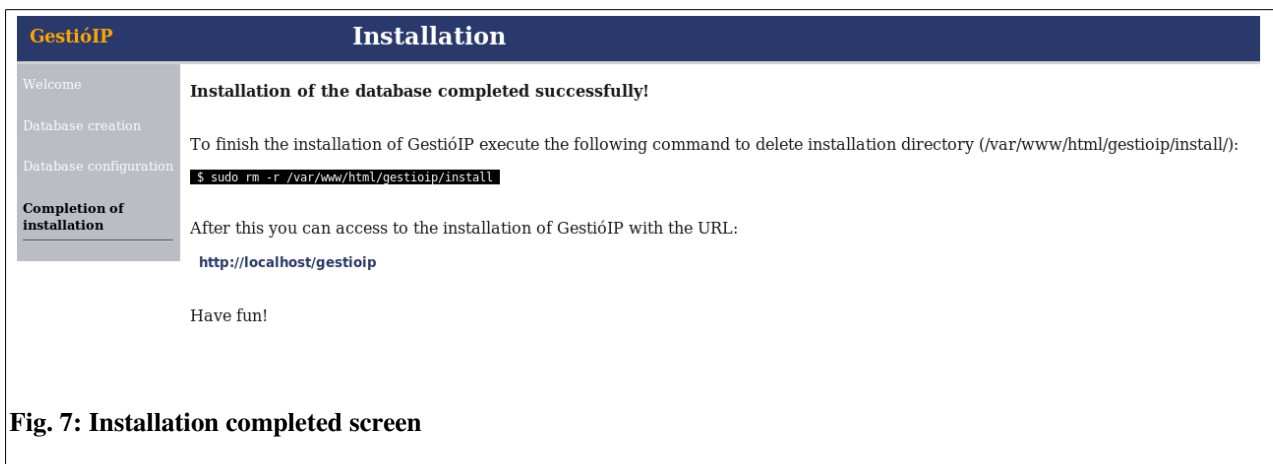 GestióIP
Installation
Welcome
Database creation
Database configuration
Completion of
installation
Installation of the database completed successfully!
To finish the installation of GestióIP execute the following command to delete installation directory (/var/www/html/gestioip/install/):
$ sudo rm -r /var/www/html/gestioip/install
After this you can access to the installation of GestióIP with the URL:
http://localhost/gestioip
Have fun!
Fig. 7: Installation completed screen